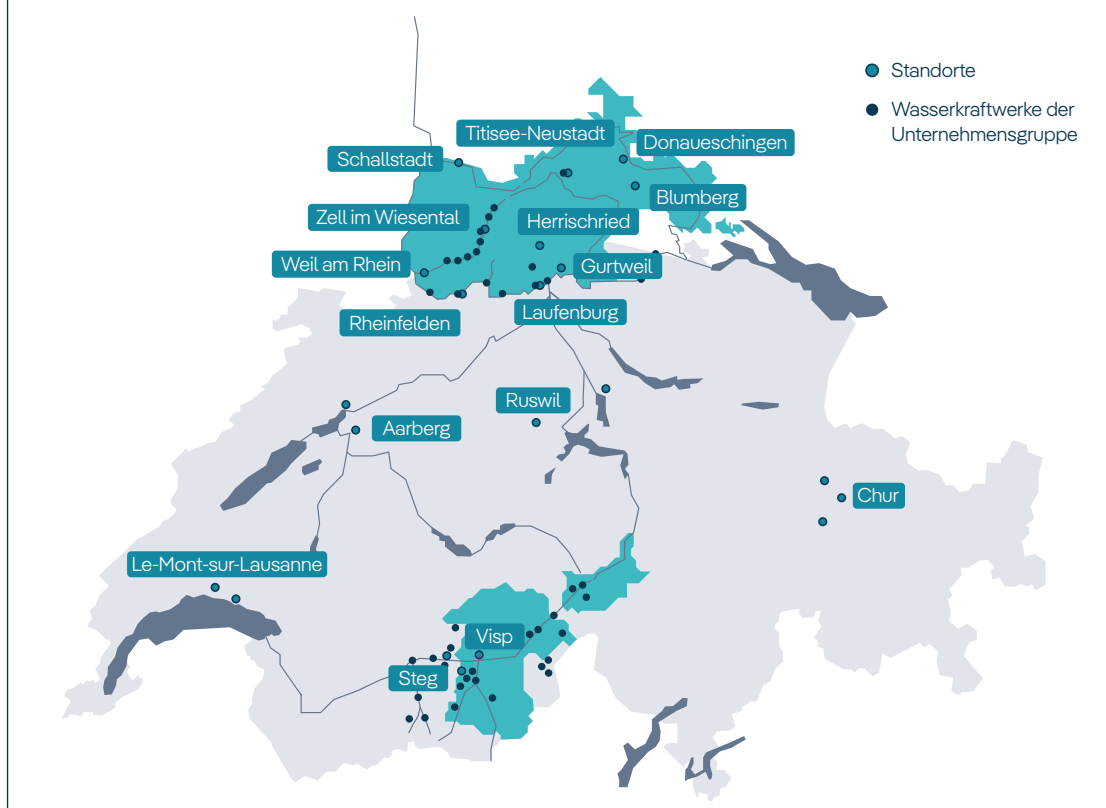 Standorte
Wasserkraftwerke der
Unternehmensgruppe
Titisee-Neustadt
Donaueschingen
Schallstadt
Blumberg
Zell im Wiesental
Herrischried
Weil am Rhein
Gurtweil
Laufenburg
Rheinfelden
Ruswil
Aarberg
Chur
Le-Mont-sur-Lausanne
Visp
Steg